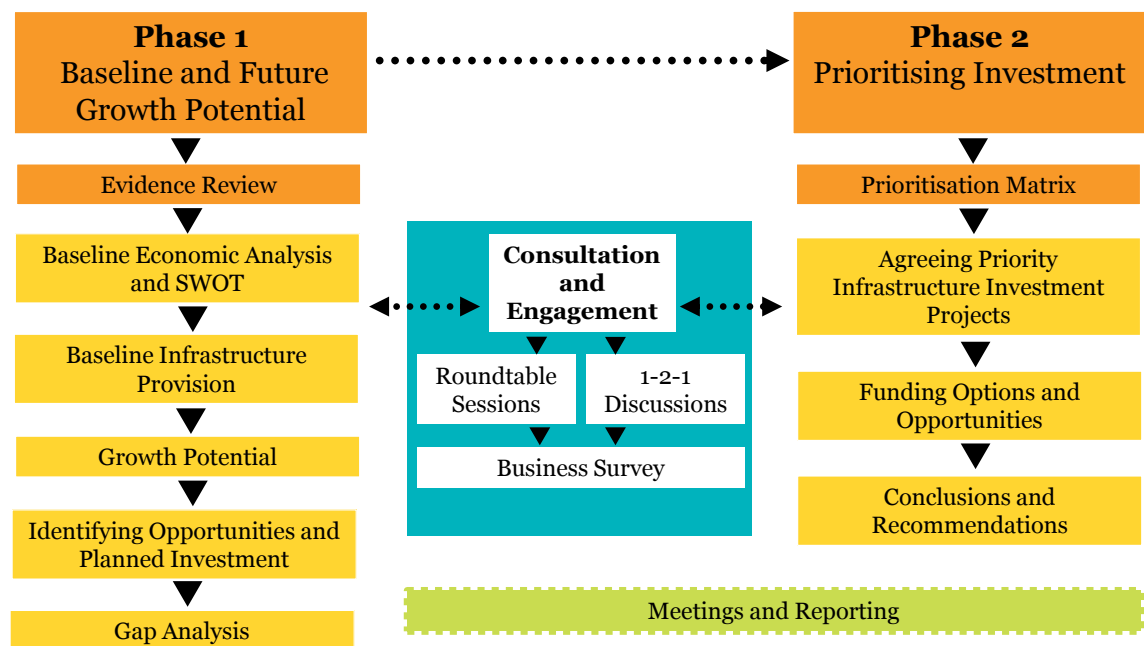 Phase 1
Baseline and Future
Growth Potential
Evidence Review
Baseline Economic Analysis
and SWOT
Baseline Infrastructure
Provision
Growth Potential
Identifying Opportunities and
Planned Investment
Gap Analysis
Consultation
and
Engagement
Roundtable
Sessions
1-2-1
Discussions
Business Survey
Phase 2
Prioritising Investment
Prioritisation Matrix
Agreeing Priority
Infrastructure Investment
Projects
Funding Options and
Opportunities
Conclusions and
Recommendations
Meetings and Reporting